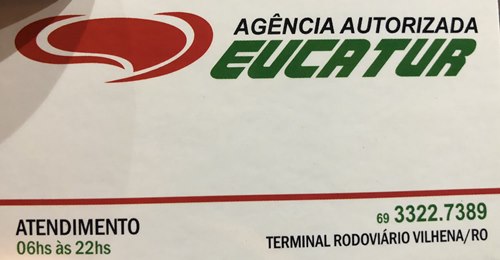 AGÊNCIA AUTORIZADA
EUCATUR
ATENDIMENTO
06hs às 22hs
69 3322.7389
TERMINAL RODOVIÁRIO VILHENA/RO